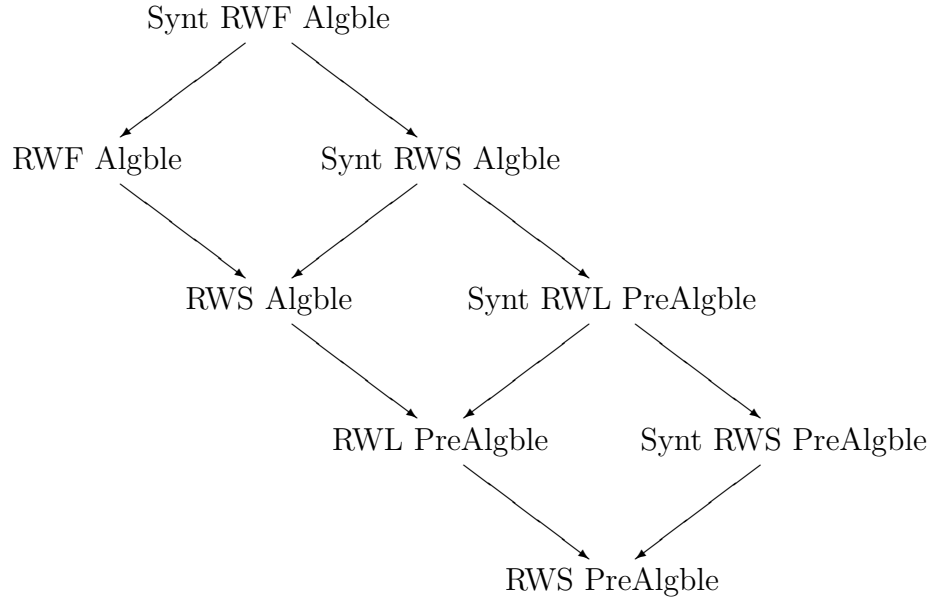 Synt RWF Algble
RWF Algble
Synt RWS Algble
RWS Algble
Synt RWL PreAlgble
RWL PreAlgble
Synt RWS PreAlgble
RWS PreAlgble